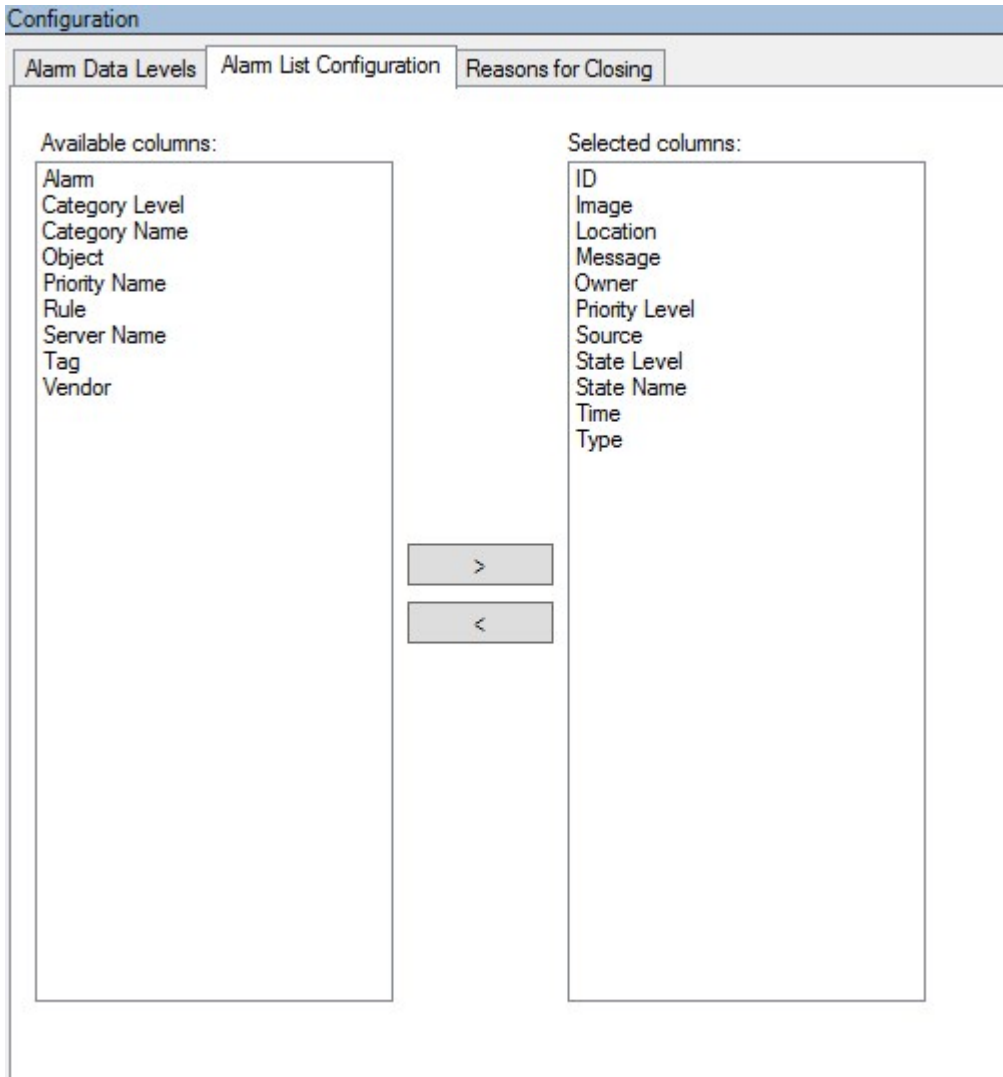 Configuration
Alarm Data Levels
Alarm List Configuration
Reasons for Closing
Available columns:
Alarm
Category Level
Category Name
Object
Priority Name
Rule
Server Name
Tag
Vendor
>
<
Selected columns:
ID
Image
Location
Message
Owner
Priority Level
Source
State Level
State Name
Time
Type